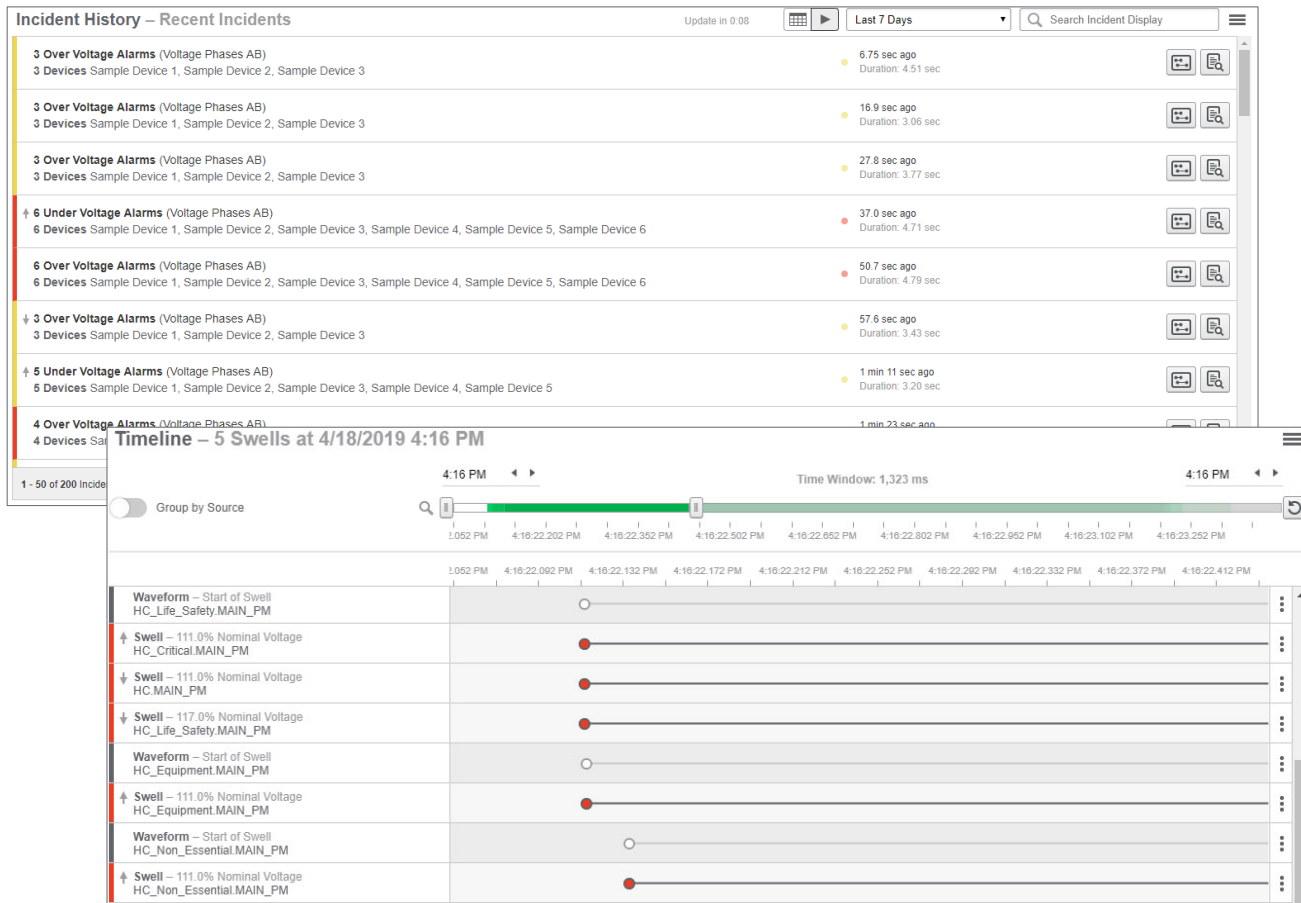 Incident History – Recent Incidents
Update in 0:08
Last 7 Days
Search Incident Display
3 Over Voltage Alarms (Voltage Phases AB)
3 Devices Sample Device 1, Sample Device 2, Sample Device 3
6.75 sec ago
Duration: 4.51 sec
3 Over Voltage Alarms (Voltage Phases AB)
3 Devices Sample Device 1, Sample Device 2, Sample Device 3
16.9 sec ago
Duration: 3.06 sec
3 Over Voltage Alarms (Voltage Phases AB)
3 Devices Sample Device 1, Sample Device 2, Sample Device 3
27.8 sec ago
Duration: 3.77 sec
6 Under Voltage Alarms (Voltage Phases AB)
6 Devices Sample Device 1, Sample Device 2, Sample Device 3, Sample Device 4, Sample Device 5, Sample Device 6
37.0 sec ago
Duration: 4.71 sec
6 Over Voltage Alarms (Voltage Phases AB)
6 Devices Sample Device 1, Sample Device 2, Sample Device 3, Sample Device 4, Sample Device 5, Sample Device 6
50.7 sec ago
Duration: 4.79 sec
3 Over Voltage Alarms (Voltage Phases AB)
3 Devices Sample Device 1, Sample Device 2, Sample Device 3
57.6 sec ago
Duration: 3.43 sec
5 Under Voltage Alarms (Voltage Phases AB)
5 Devices Sample Device 1, Sample Device 2, Sample Device 3, Sample Device 4, Sample Device 5
1 min 11 sec ago
Duration: 3.20 sec
4 Over Voltage Alarms (Voltage Phases AB)
4 Devices Sa
1 min 23 sec ago
1 - 50 of 200 Incide
Timeline – 5 Swells at 4/18/2019 4:16 PM
4:16 PM
Time Window: 1,323 ms
4:16 PM
Group by Source
2.052 PM 4:16:22.202 PM 4:16:22.352 PM 4:16:22.502 PM 4:16:22.652 PM 4:16:22.802 PM 4:16:22.952 PM 4:16:23.102 PM 4:16:23.252 PM
2.052 PM 4:16:22.092 PM 4:16:22.132 PM 4:16:22.172 PM 4:16:22.212 PM 4:16:22.252 PM 4:16:22.292 PM 4:16:22.332 PM 4:16:22.372 PM 4:16:22.412 PM
Waveform – Start of Swell
HC_Life_Safety.MAIN_PM
Swell – 111.0% Nominal Voltage
HC_Critical.MAIN_PM
Swell – 111.0% Nominal Voltage
HC.MAIN_PM
Swell – 117.0% Nominal Voltage
HC_Life_Safety.MAIN_PM
Waveform – Start of Swell
HC_Equipment.MAIN_PM
Swell – 111.0% Nominal Voltage
HC_Equipment.MAIN_PM
Waveform – Start of Swell
HC_Non_Essential.MAIN_PM
Swell – 111.0% Nominal Voltage
HC_Non_Essential.MAIN_PM